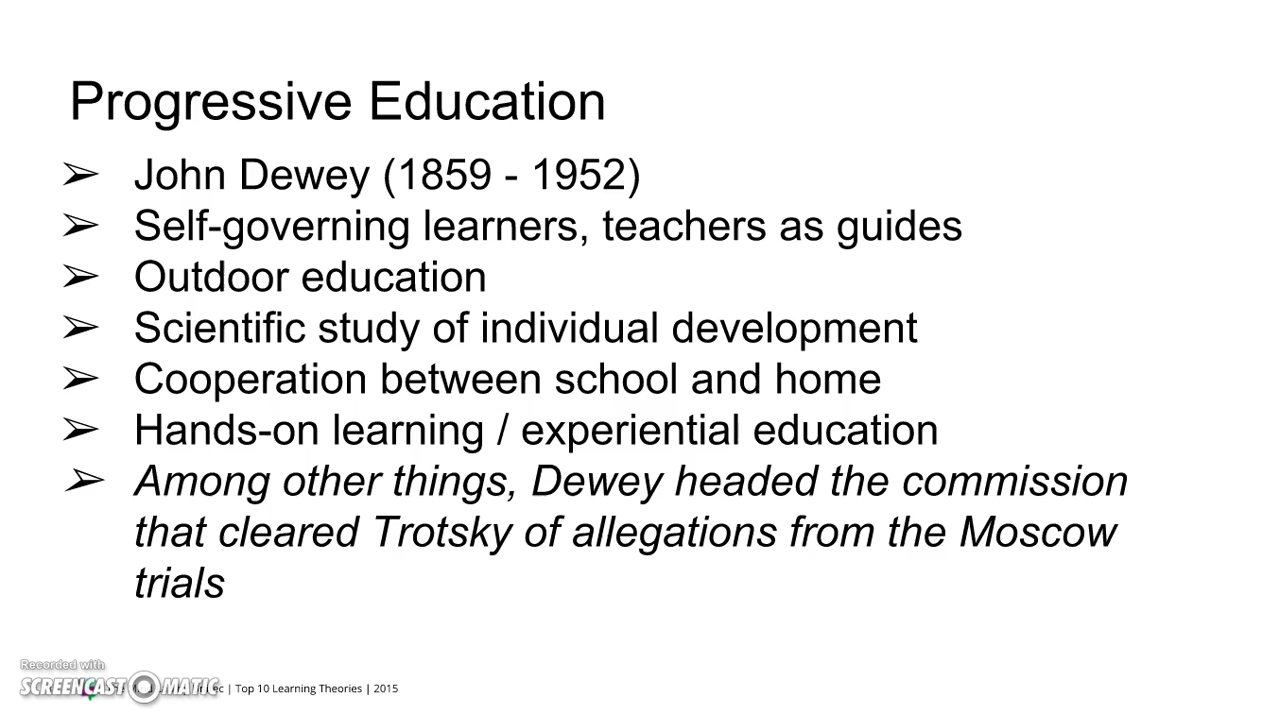 Progressive Education
➢ John Dewey (1859 - 1952)
➢ Self-governing learners, teachers as guides
➢ Outdoor education
➢ Scientific study of individual development
➢ Cooperation between school and home
➢ Hands-on learning / experiential education
➢ Among other things, Dewey headed the commission
that cleared Trotsky of allegations from the Moscow
trials
Recorded with
SCREENCAST-O-MATIC
| Top 10 Learning Theories | 2015